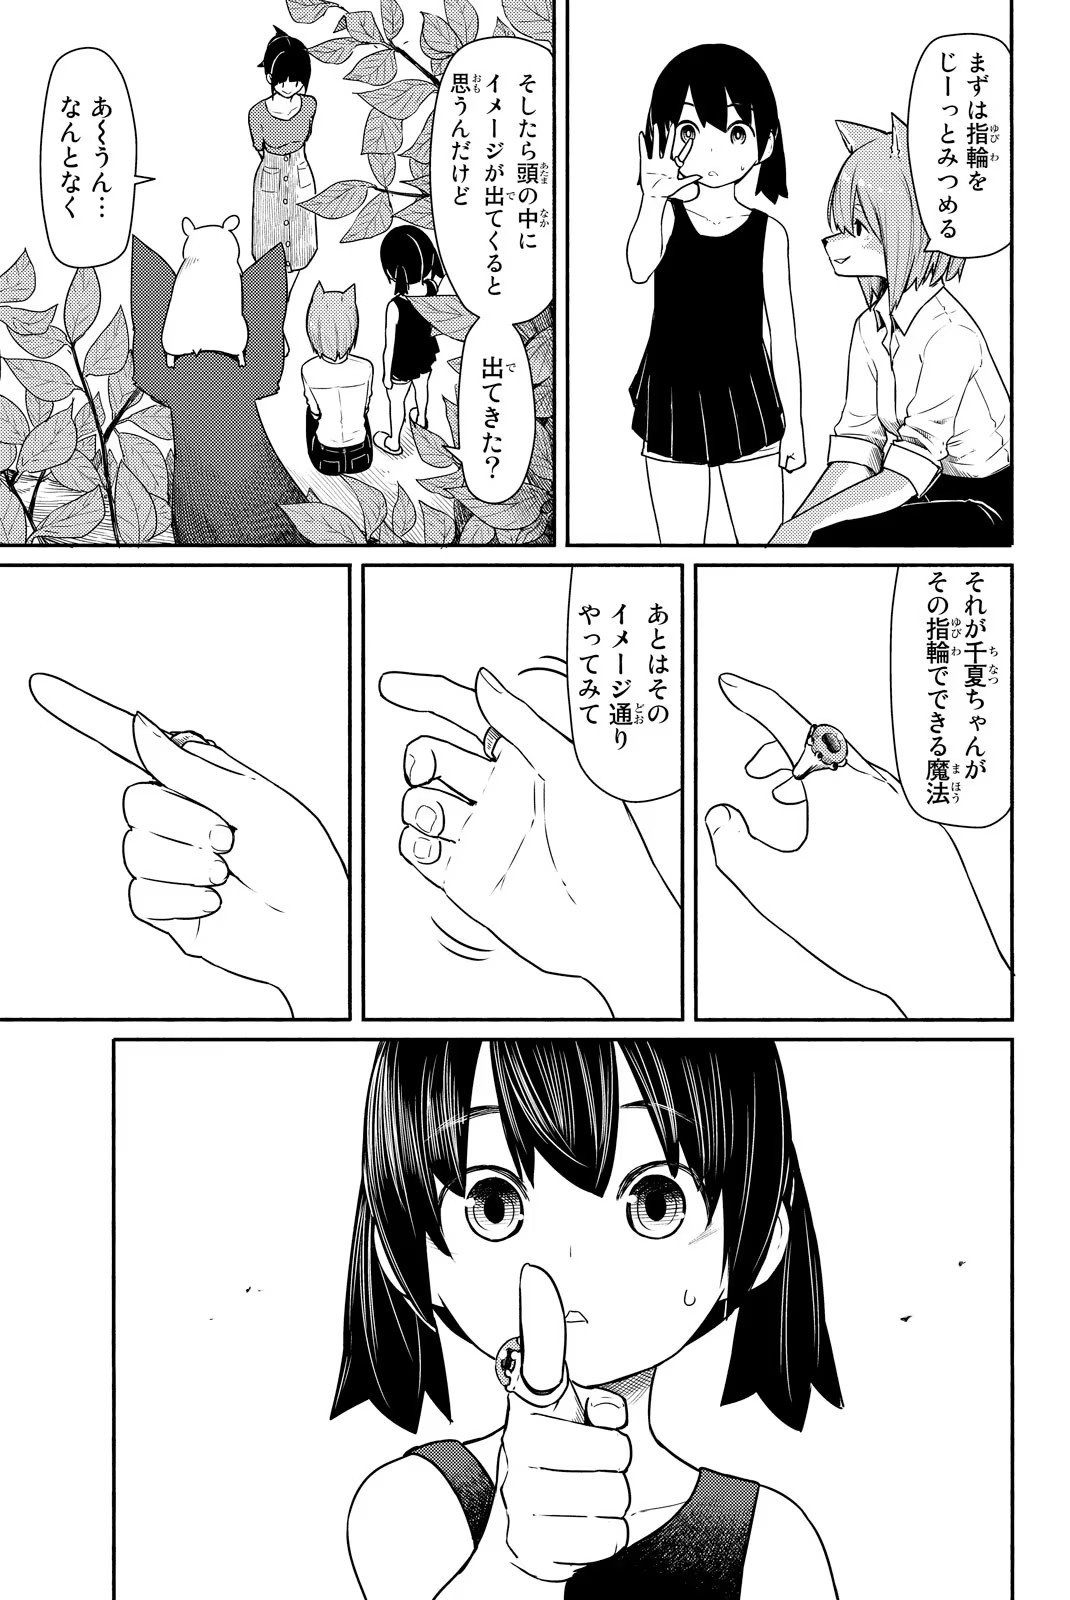 まずは指輪を
じーっとみつめる
そしたら頭の中に
イメージが出てくると
思うんだけど
出てきた？
あ〜うん…
なんとなく
それが千夏ちゃんが
その指輪でできる魔法
あとはその
イメージ通り
やってみて